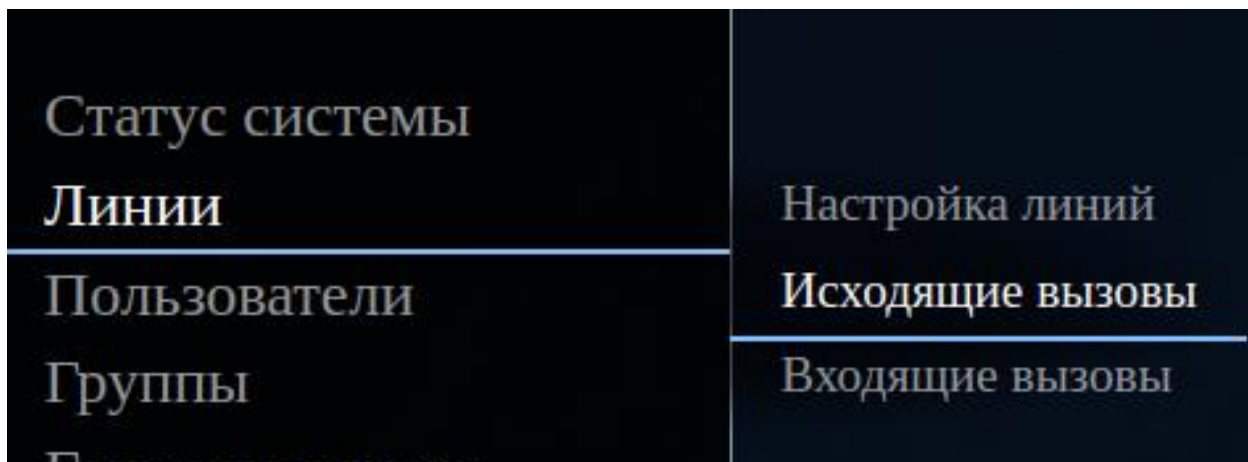 Статус системы
Линии
Пользователи
Группы
Настройка линий
Исходящие вызовы
Входящие вызовы